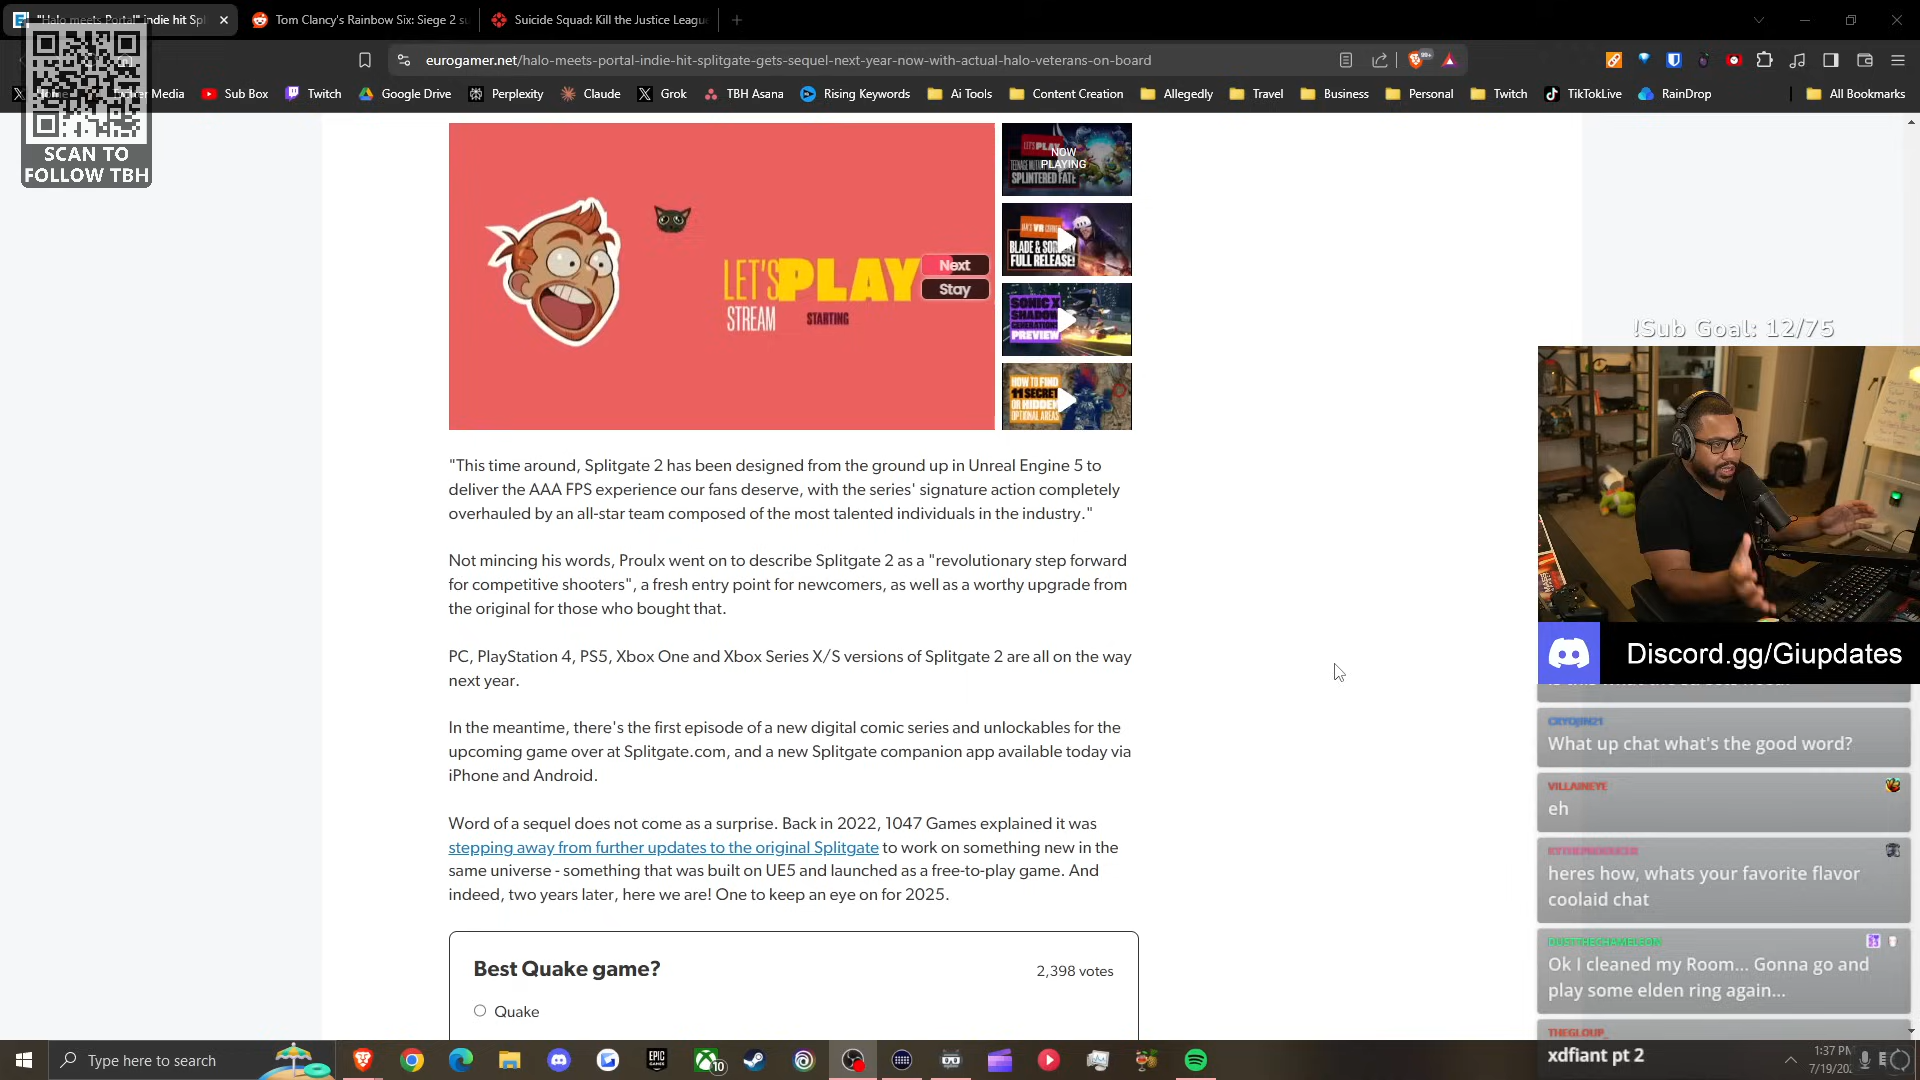 "Halo meets Portal" indie hit Spl
Tom Clancy's Rainbow Six: Siege 2 su
Suicide Squad: Kill the Justice League
eurogamer.net/halo-meets-portal-indie-hit-splitgate-gets-sequel-next-year-now-with-actual-halo-veterans-on-board
99+
Media
Sub Box
Twitch
Google Drive
Perplexity
Claude
Grok
TBH Asana
Rising Keywords
Ai Tools
Content Creation
Allegedly
Travel
Business
Personal
Twitch
TikTokLive
RainDrop
All Bookmarks
SCAN TO
FOLLOW TBH
LET'S PLAY
STREAM STARTING
Next
Stay
LET'S PLAY
NOW
PLAYING
SPLINTERED FATE
BLADE & SORCERY
FULL RELEASE!
SONIC X
SHADOW
GENERATIONS
PREVIEW
HOW TO FIND
11 SECRET
OR HIDDEN
OPTIONAL AREAS
"This time around, Splitgate 2 has been designed from the ground up in Unreal Engine 5 to
deliver the AAA FPS experience our fans deserve, with the series' signature action completely
overhauled by an all-star team composed of the most talented individuals in the industry."
Not mincing his words, Proulx went on to describe Splitgate 2 as a "revolutionary step forward
for competitive shooters", a fresh entry point for newcomers, as well as a worthy upgrade from
the original for those who bought that.
PC, PlayStation 4, PS5, Xbox One and Xbox Series X/S versions of Splitgate 2 are all on the way
next year.
In the meantime, there's the first episode of a new digital comic series and unlockables for the
upcoming game over at Splitgate.com, and a new Splitgate companion app available today via
iPhone and Android.
Word of a sequel does not come as a surprise. Back in 2022, 1047 Games explained it was
stepping away from further updates to the original Splitgate to work on something new in the
same universe - something that was built on UE5 and launched as a free-to-play game. And
indeed, two years later, here we are! One to keep an eye on for 2025.
Best Quake game?
2,398 votes
Quake
!Sub Goal: 12/75
Discord.gg/Giupdates
CRYOJIN21
What up chat what's the good word?
VILLAINEYE
eh
heres how, whats your favorite flavor
coolaid chat
DUSTTHECHAMELEON
Ok I cleaned my Room... Gonna go and
play some elden ring again...
THEGLOUP_
xdfiant pt 2
Type here to search
EPIC
GAMES
10
1:37 PM
7/19/202